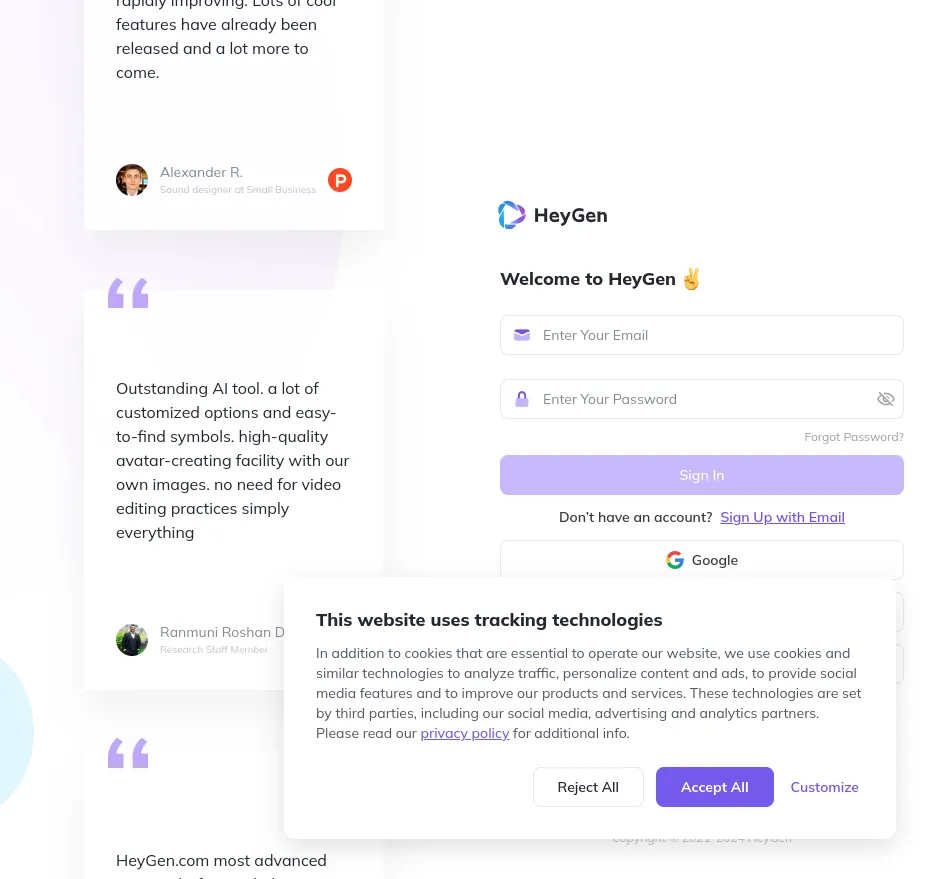 rapidly improving. Lots of cool
features have already been
released and a lot more to
come.
Alexander R.
Sound designer at Small Business
P
Outstanding AI tool. a lot of
customized options and easy-
to-find symbols. high-quality
avatar-creating facility with our
own images. no need for video
editing practices simply
everything
Ranmuni Roshan D
Research Staff Member
HeyGen.com most advanced
HeyGen
Welcome to HeyGen ✌
Enter Your Email
Enter Your Password
Forgot Password?
Sign In
Don't have an account? Sign Up with Email
Google
This website uses tracking technologies
In addition to cookies that are essential to operate our website, we use cookies and
similar technologies to analyze traffic, personalize content and ads, to provide social
media features and to improve our products and services. These technologies are set
by third parties, including our social media, advertising and analytics partners.
Please read our privacy policy for additional info.
Reject All
Accept All
Customize
Copyright © 2021-2024 HeyGen